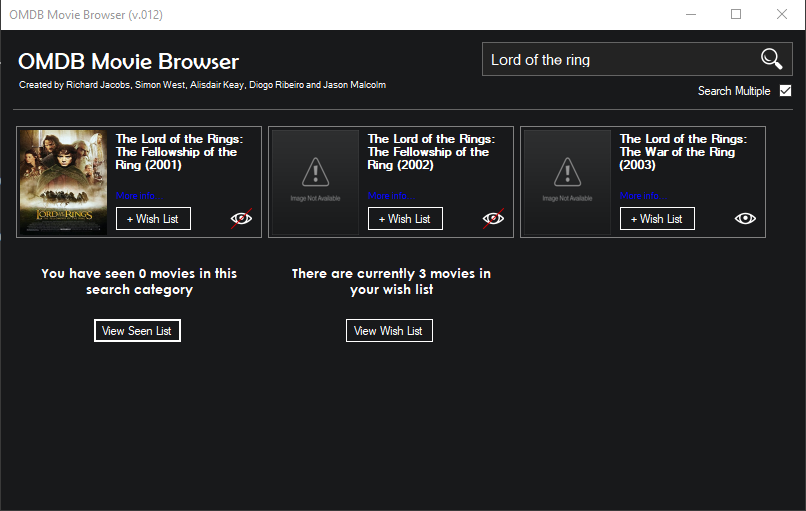 OMDB Movie Browser (v.012)
OMDB Movie Browser
Created by Richard Jacobs, Simon West, Alisdair Keay, Diogo Ribeiro and Jason Malcolm
Lord of the ring
Search Multiple
THE LORD OF THE RINGS
The Lord of the Rings:
The Fellowship of the
Ring (2001)
More Info...
+ Wish List
Image Not Available
The Lord of the Rings:
The Fellowship of the
Ring (2002)
More Info...
+ Wish List
Image Not Available
The Lord of the Rings:
The War of the Ring
(2003)
More Info...
+ Wish List
You have seen 0 movies in this
search category
View Seen List
There are currently 3 movies in
your wish list
View Wish List